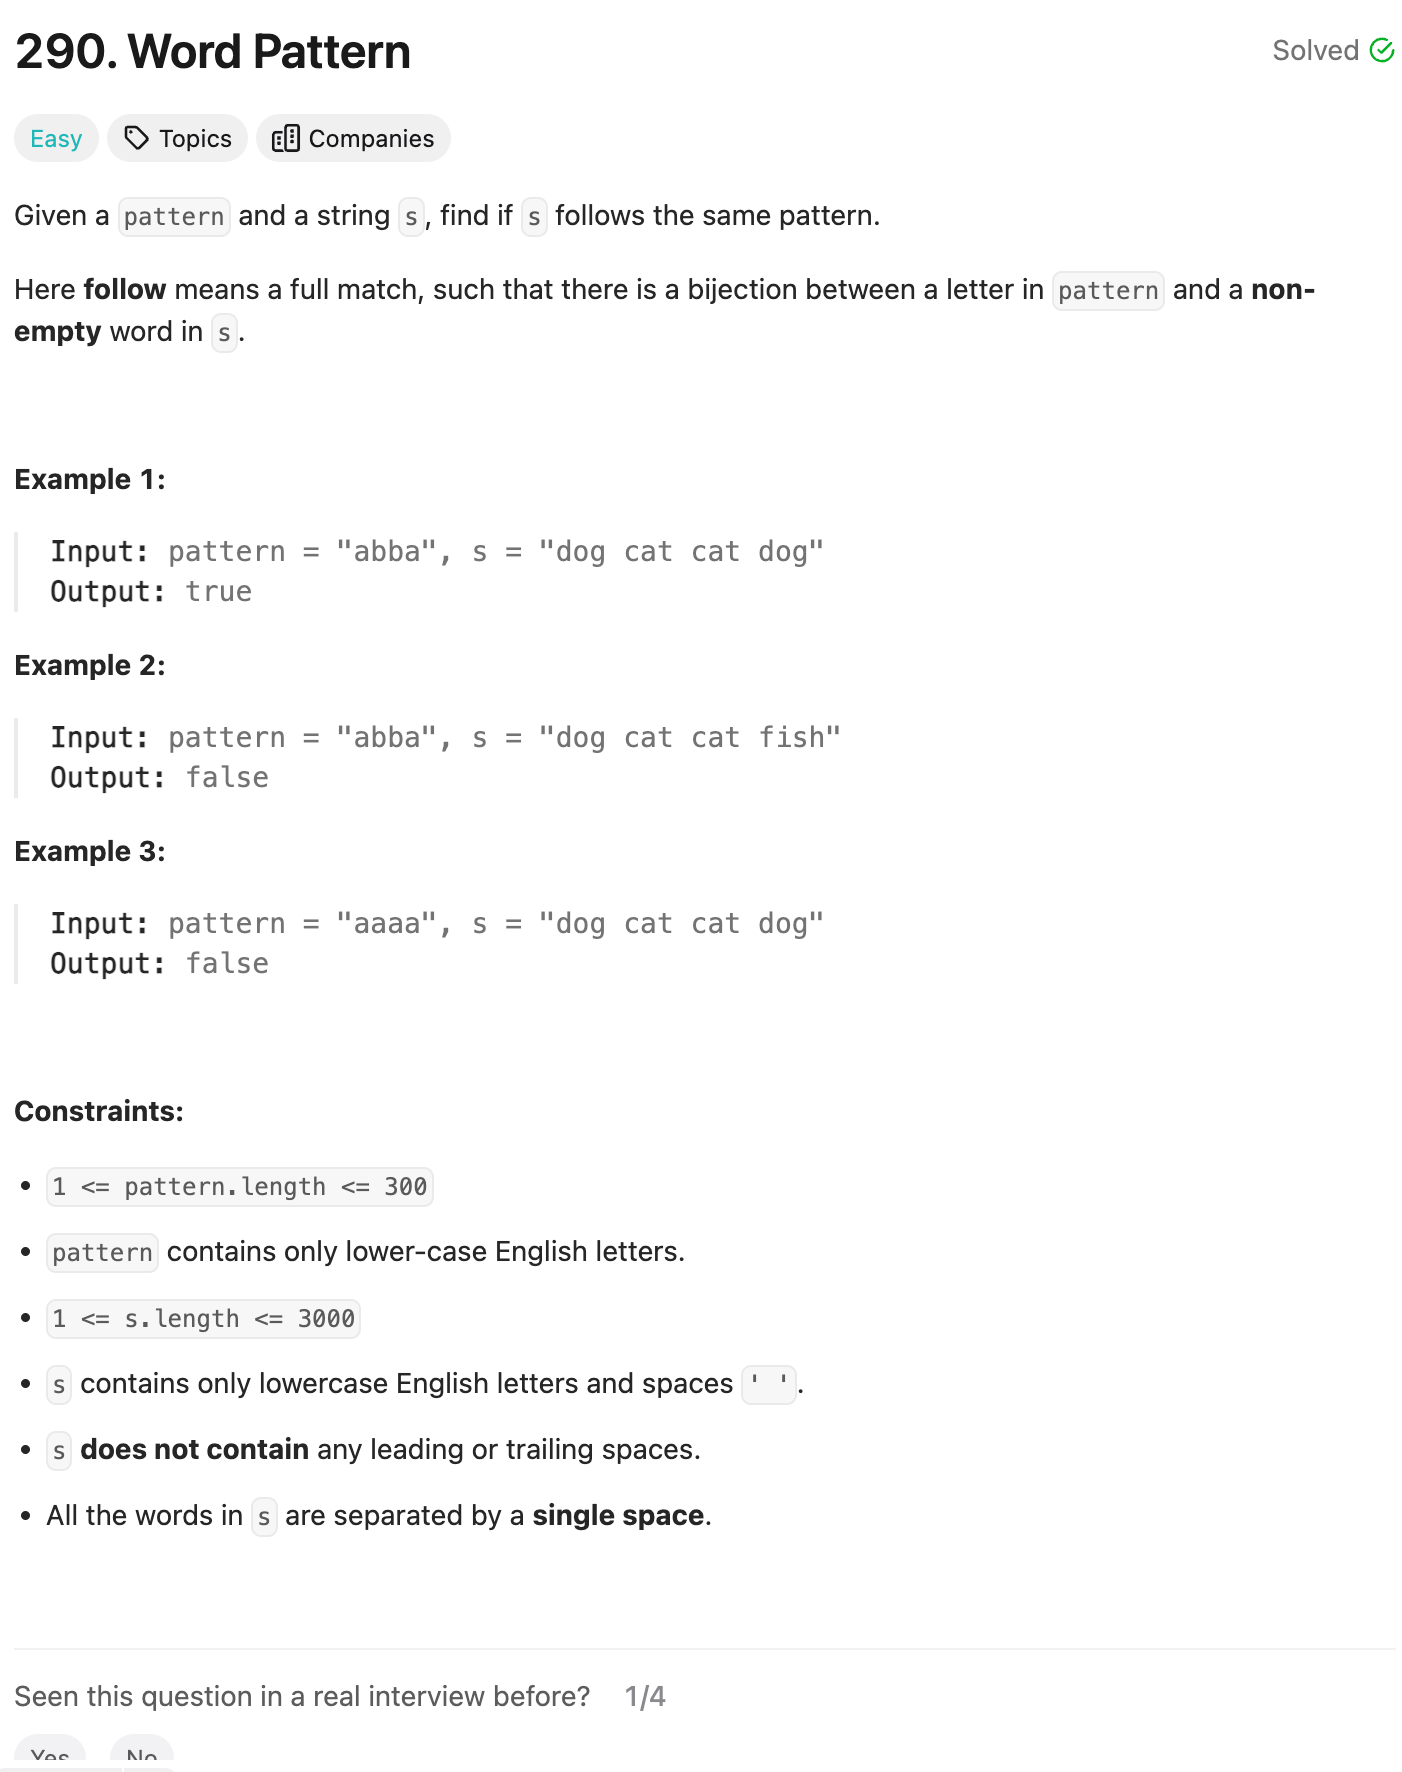 290. Word Pattern
Solved
Easy
Topics
Companies
Given a pattern and a string s, find if s follows the same pattern.
Here follow means a full match, such that there is a bijection between a letter in pattern and a non-
empty word in s.
Example 1:
Input: pattern = "abba", s = "dog cat cat dog"
Output: true
Example 2:
Input: pattern = "abba", s = "dog cat cat fish"
Output: false
Example 3:
Input: pattern = "aaaa", s = "dog cat cat dog"
Output: false
Constraints:
• 1 <= pattern.length <= 300
• pattern contains only lower-case English letters.
• 1 <= s.length <= 3000
• s contains only lowercase English letters and spaces ' '.
• s does not contain any leading or trailing spaces.
• All the words in s are separated by a single space.
Seen this question in a real interview before? 1/4
Yes No